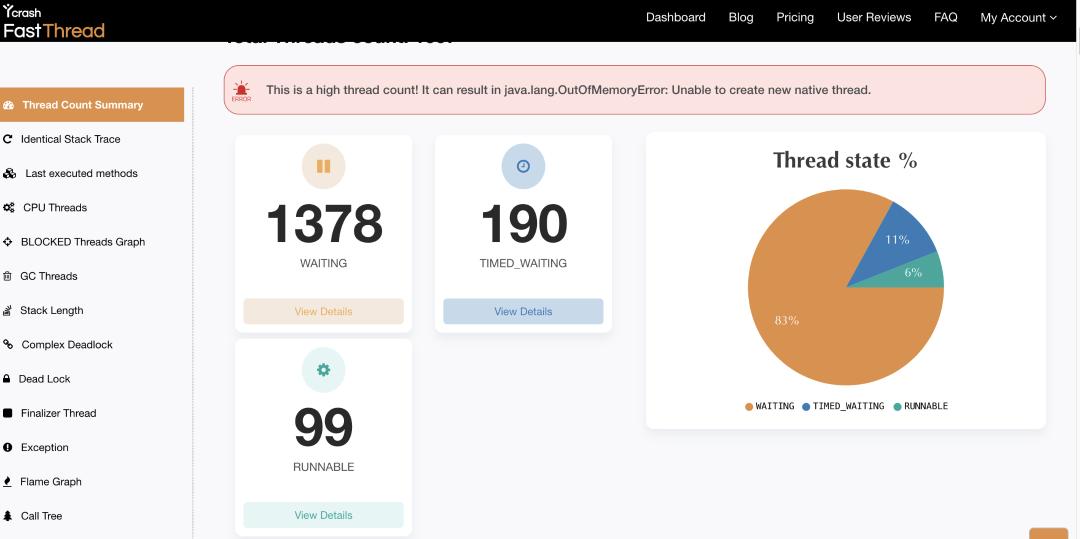 Ycrash
FastThread
Dashboard
Blog
Pricing
User Reviews
FAQ
My Account
ERROR
This is a high thread count! It can result in java.lang.OutOfMemoryError: Unable to create new native thread.
Thread Count Summary
Identical Stack Trace
Last executed methods
CPU Threads
BLOCKED Threads Graph
GC Threads
Stack Length
Complex Deadlock
Dead Lock
Finalizer Thread
Exception
Flame Graph
Call Tree
1378
WAITING
View Details
190
TIMED_WAITING
View Details
99
RUNNABLE
View Details
Thread state %
11%
6%
83%
WAITING
TIMED_WAITING
RUNNABLE